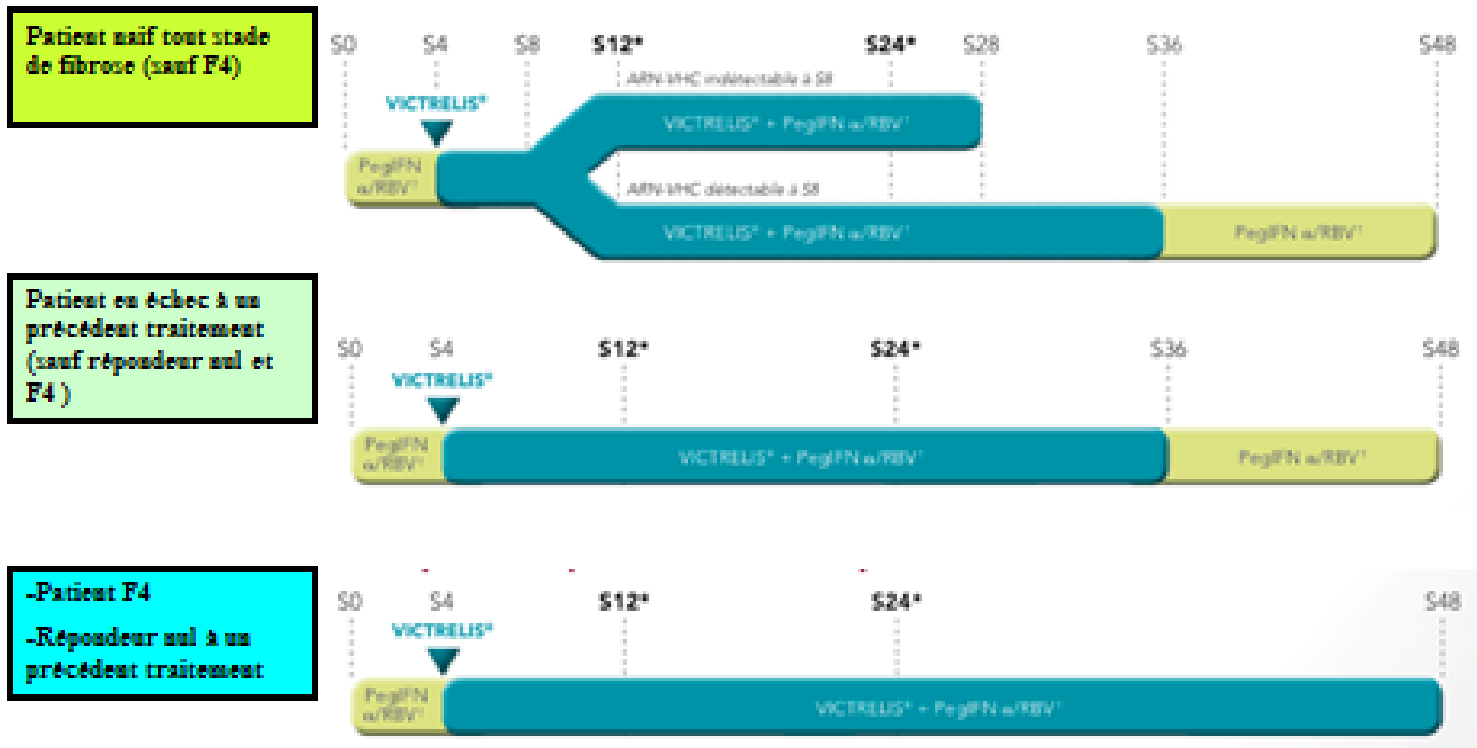 Patient naïf tout stade
de fibrose (sauf F4)
S0 S4 S8 S12* S24* S28 S36 S48
ARN-VHC indétectable à S8
VICTRELIS®
VICTRELIS® + PegIFN α/RBV¹
PegIFN
α/RBV¹
ARN-VHC détectable à S8
VICTRELIS® + PegIFN α/RBV¹
PegIFN α/RBV¹
Patient en échec à un
précédent traitement
(sauf répondeur nul et
F4 )
S0 S4 S12* S24* S36 S48
VICTRELIS®
PegIFN
α/RBV¹
VICTRELIS® + PegIFN α/RBV¹
PegIFN α/RBV¹
-Patient F4
-Répondeur nul à un
précédent traitement
S0 S4 S12* S24* S48
VICTRELIS®
PegIFN
α/RBV¹
VICTRELIS® + PegIFN α/RBV¹